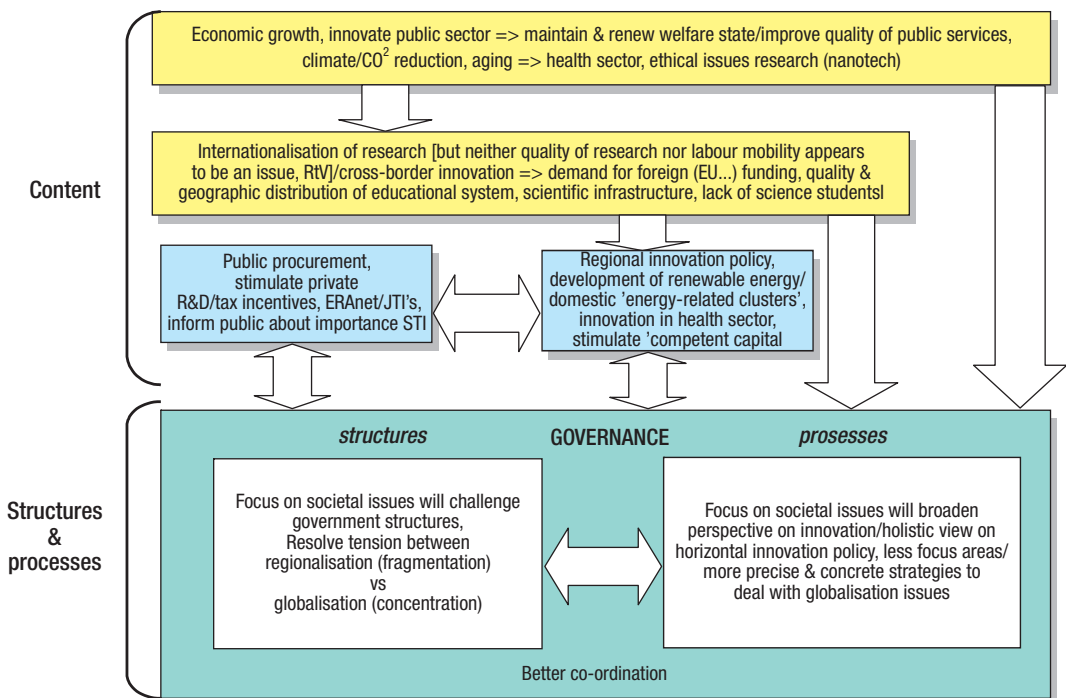 Economic growth, innovate public sector => maintain & renew welfare state/improve quality of public services,
climate/CO² reduction, aging => health sector, ethical issues research (nanotech)
Content
Internationalisation of research [but neither quality of research nor labour mobility appears
to be an issue, RtV]/cross-border innovation => demand for foreign (EU...) funding, quality &
geographic distribution of educational system, scientific infrastructure, lack of science studentsl
Public procurement,
stimulate private
R&D/tax incentives, ERAnet/JTI's,
inform public about importance STI
Regional innovation policy,
development of renewable energy/
domestic 'energy-related clusters',
innovation in health sector,
stimulate 'competent capital
Structures
&
processes
structures
GOVERNANCE
prosesses
Focus on societal issues will challenge
government structures,
Resolve tension between
regionalisation (fragmentation)
vs
globalisation (concentration)
Focus on societal issues will broaden
perspective on innovation/holistic view on
horizontal innovation policy, less focus areas/
more precise & concrete strategies to
deal with globalisation issues
Better co-ordination